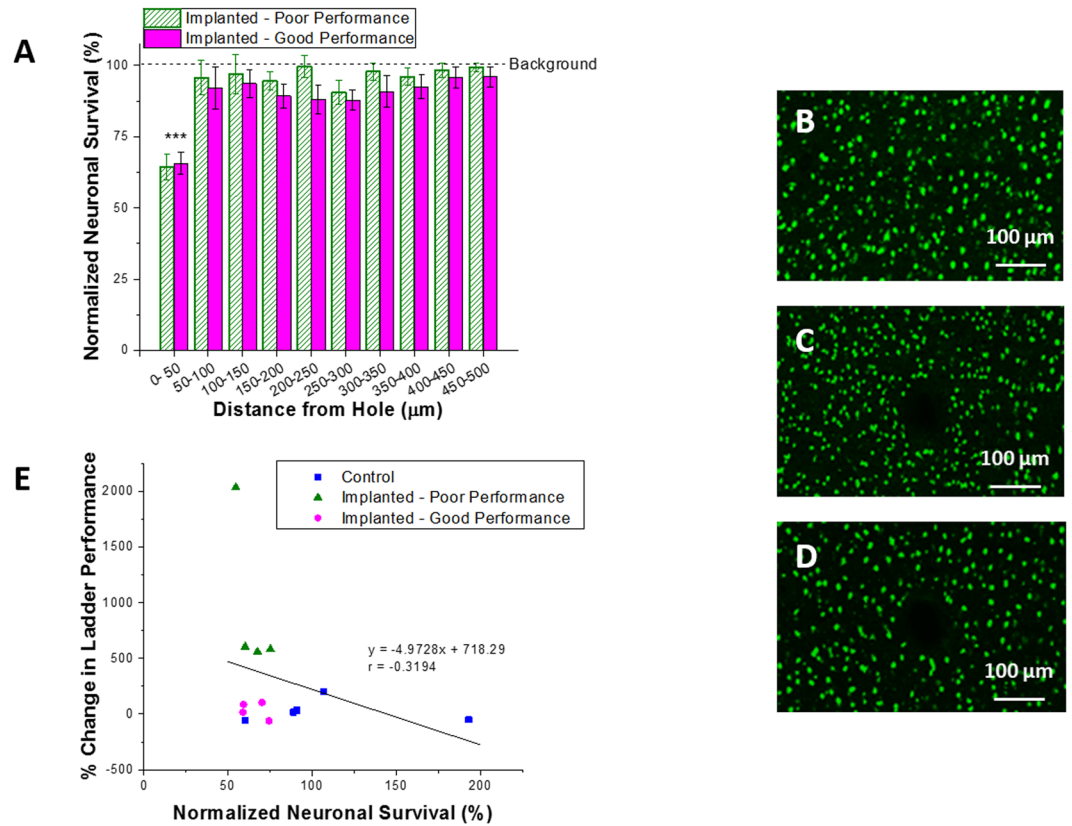 A
Implanted - Poor Performance
Implanted - Good Performance
Normalized Neuronal Survival (%)
100
75
50
25
0
Background
***
0- 50
50-100
100-150
150-200
200-250
250-300
300-350
350-400
400-450
450-500
Distance from Hole (μm)
B
100 μm
C
100 μm
D
100 μm
E
Control
Implanted - Poor Performance
Implanted - Good Performance
% Change in Ladder Performance
2000
1500
1000
500
0
-500
y = -4.9728x + 718.29
r = -0.3194
0
50
100
150
200
Normalized Neuronal Survival (%)